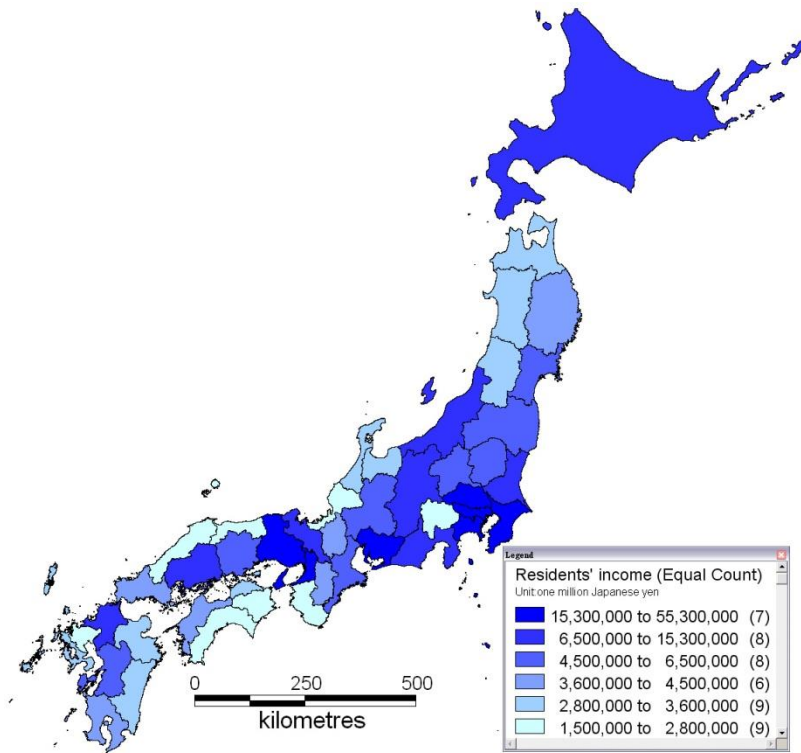 Legend
Residents' income (Equal Count)
Unit:one million Japanese yen
15,300,000 to 55,300,000 (7)
6,500,000 to 15,300,000 (8)
4,500,000 to 6,500,000 (8)
3,600,000 to 4,500,000 (6)
2,800,000 to 3,600,000 (9)
1,500,000 to 2,800,000 (9)
0 250 500
kilometres